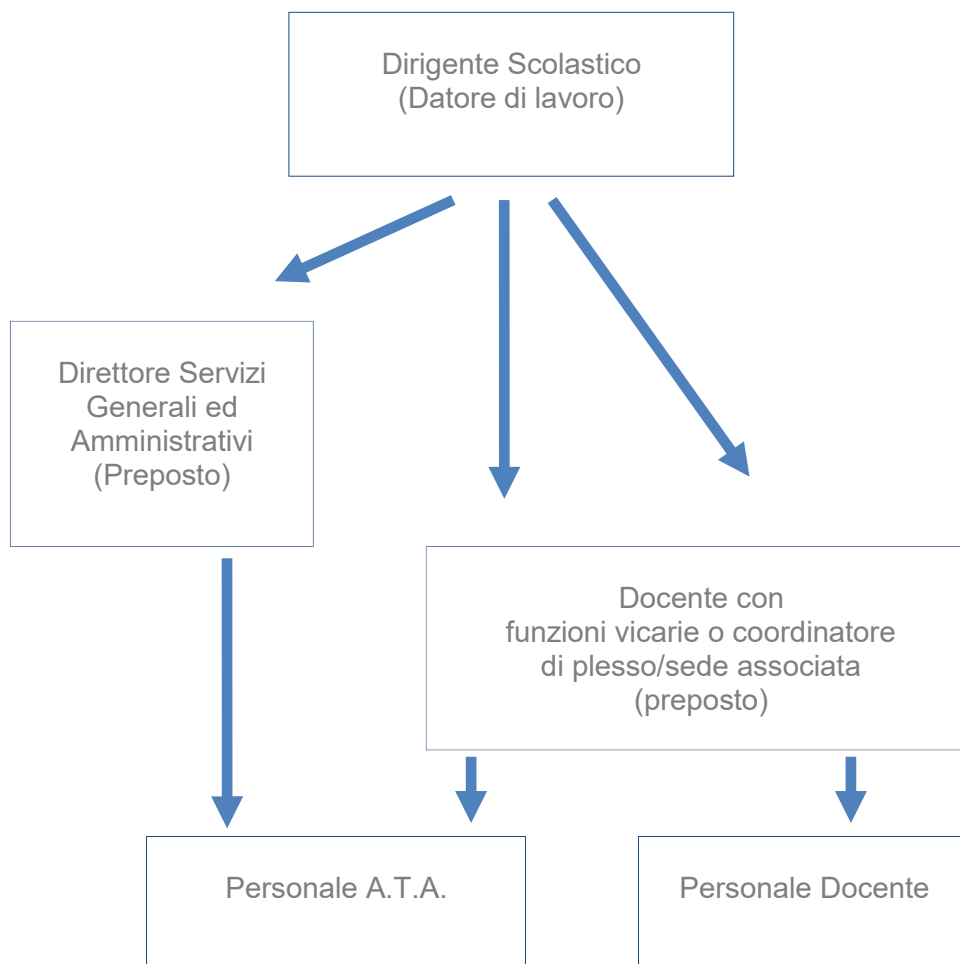 Dirigente Scolastico
(Datore di lavoro)
Direttore Servizi
Generali ed
Amministrativi
(Preposto)
Docente con
funzioni vicarie o coordinatore
di plesso/sede associata
(preposto)
Personale A.T.A.
Personale Docente